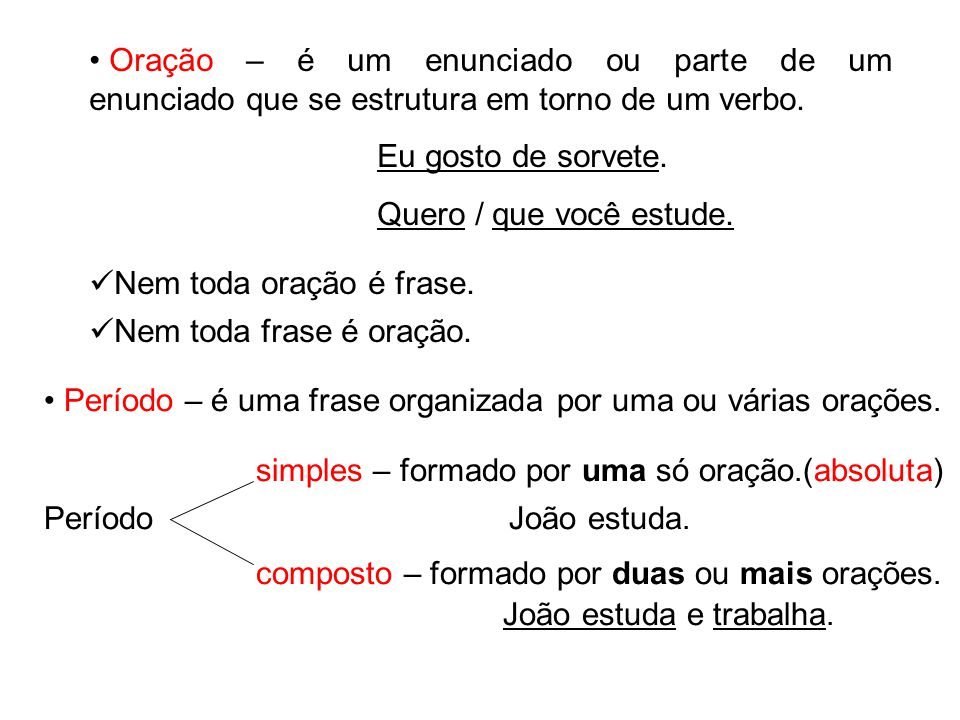 • Oração – é um enunciado ou parte de um
enunciado que se estrutura em torno de um verbo.
Eu gosto de sorvete.
Quero / que você estude.
✓Nem toda oração é frase.
✓Nem toda frase é oração.
• Período – é uma frase organizada por uma ou várias orações.
simples – formado por uma só oração.(absoluta)
Período
João estuda.
composto – formado por duas ou mais orações.
João estuda e trabalha.